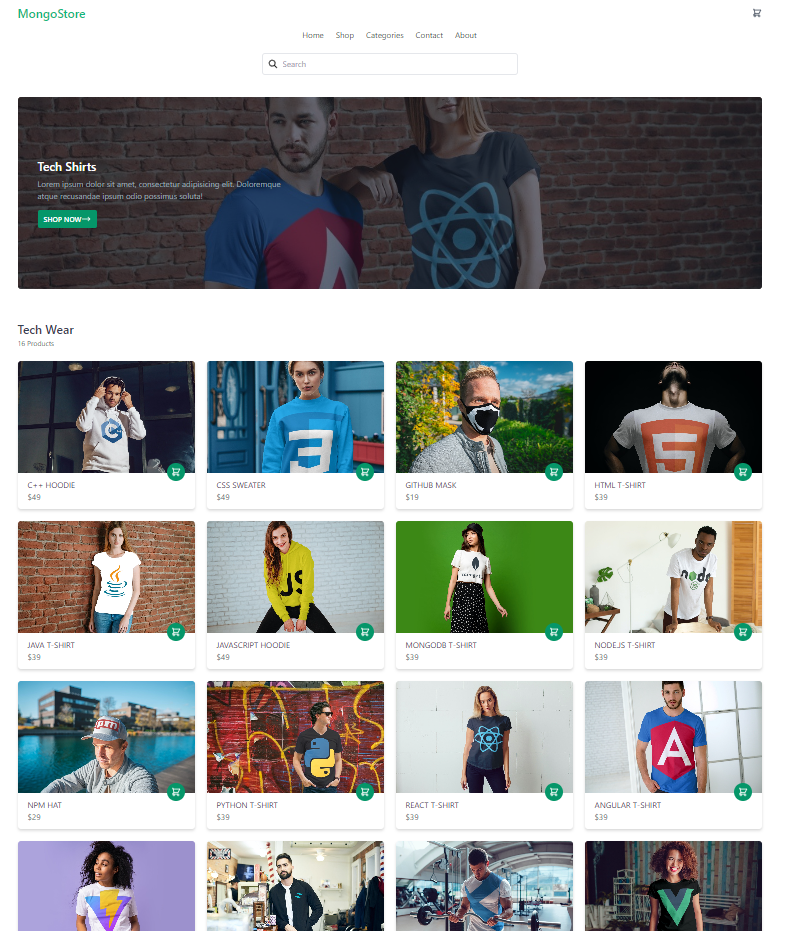 MongoStore
Home Shop Categories Contact About
Search
Tech Shirts
Lorem ipsum dolor sit amet, consectetur adipisicing elit. Doloremque
atque recusandae ipsum odio possimus soluta!
SHOP NOW→
Tech Wear
16 Products
C++ HOODIE
$49
CSS SWEATER
$49
GITHUB MASK
$19
HTML T-SHIRT
$39
JAVA T-SHIRT
$39
JS
JAVASCRIPT HOODIE
$49
MONGODB T-SHIRT
$39
node
NODEJS T-SHIRT
$39
npm
NPM HAT
$29
PYTHON T-SHIRT
$39
REACT T-SHIRT
$39
A
ANGULAR T-SHIRT
$39